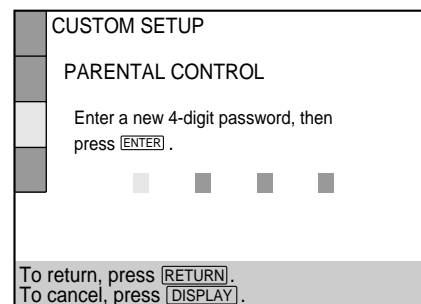 CUSTOM SETUP
PARENTAL CONTROL
Enter a new 4-digit password, then
press ENTER .
To return, press RETURN.
To cancel, press DISPLAY .